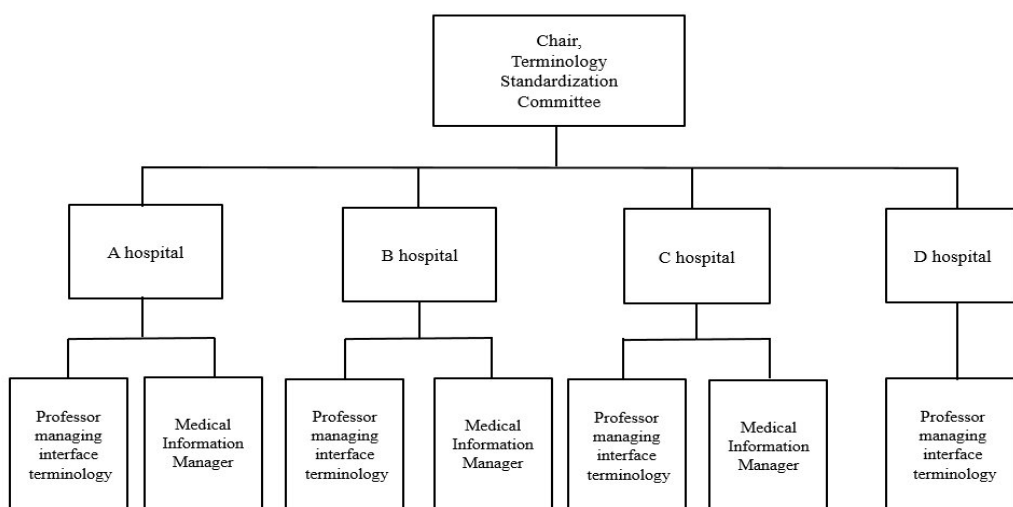 Chair,
Terminology
Standardization
Committee
A hospital
B hospital
C hospital
D hospital
Professor
managing
interface
terminology
Medical
Information
Manager
Professor
managing
interface
terminology
Medical
Information
Manager
Professor
managing
interface
terminology
Medical
Information
Manager
Professor
managing
interface
terminology